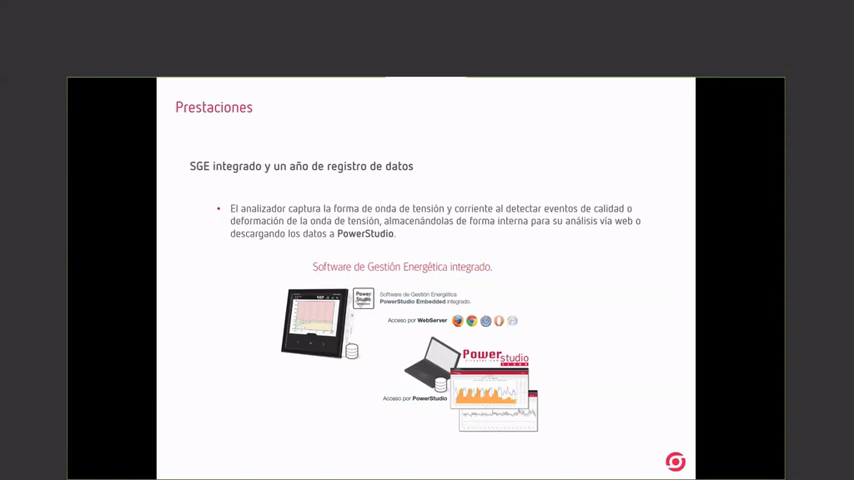 Prestaciones
SGE integrado y un año de registro de datos
• El analizador captura la forma de onda de tensión y corriente al detectar eventos de calidad o
deformación de la onda de tensión, almacenándolas de forma interna para su análisis vía web o
descargando los datos a PowerStudio.
Software de Gestión Energética integrado.
Power
Studio
Software de Gestión Energética
PowerStudio Embedded integrado.
Acceso por WebServer
Power
studio
SCADA
Acceso por PowerStudio